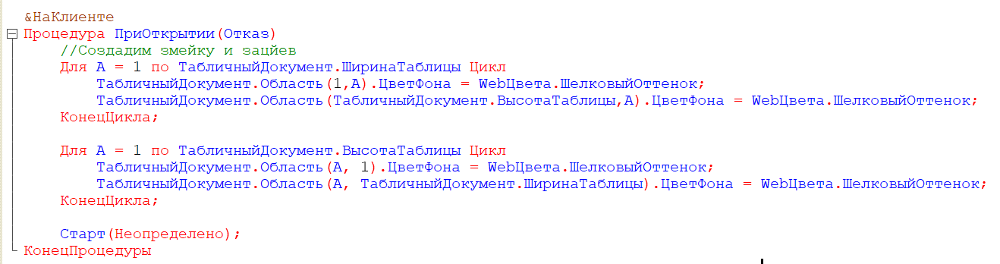 &НаКлиенте
Процедура ПриОткрытии(Отказ)
//Создадим змейку и зацйев
Для А = 1 по ТабличныйДокумент.ШиринаТаблицы Цикл
ТабличныйДокумент.Область(1,А).ЦветФона = WebЦвета.ШелковыйОттенок;
ТабличныйДокумент.Область(ТабличныйДокумент.ВысотаТаблицы,А).ЦветФона = WebЦвета.ШелковыйОттенок;
КонецЦикла;
Для А = 1 по ТабличныйДокумент.ВысотаТаблицы Цикл
ТабличныйДокумент.Область(А, 1).ЦветФона = WebЦвета.ШелковыйОттенок;
ТабличныйДокумент.Область(А, ТабличныйДокумент.ШиринаТаблицы).ЦветФона = WebЦвета.ШелковыйОттенок;
КонецЦикла;
Старт(Неопределено);
КонецПроцедуры